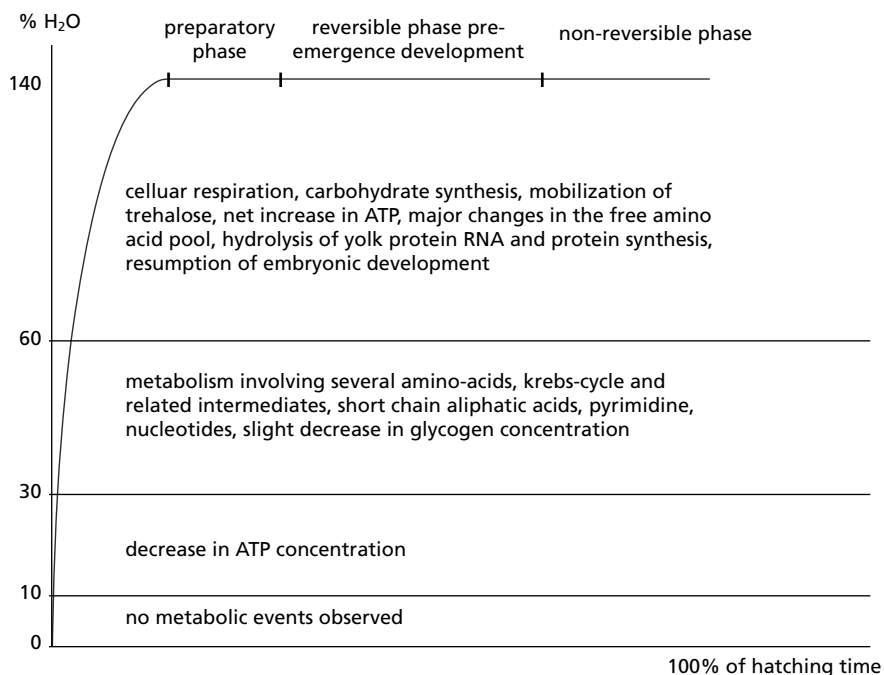 % H₂O
preparatory
phase
reversible phase pre-
emergence development
non-reversible phase
140
celluar respiration, carbohydrate synthesis, mobilization of
trehalose, net increase in ATP, major changes in the free amino
acid pool, hydrolysis of yolk protein RNA and protein synthesis,
resumption of embryonic development
60
metabolism involving several amino-acids, krebs-cycle and
related intermediates, short chain aliphatic acids, pyrimidine,
nucleotides, slight decrease in glycogen concentration
30
decrease in ATP concentration
10
no metabolic events observed
0
100% of hatching time